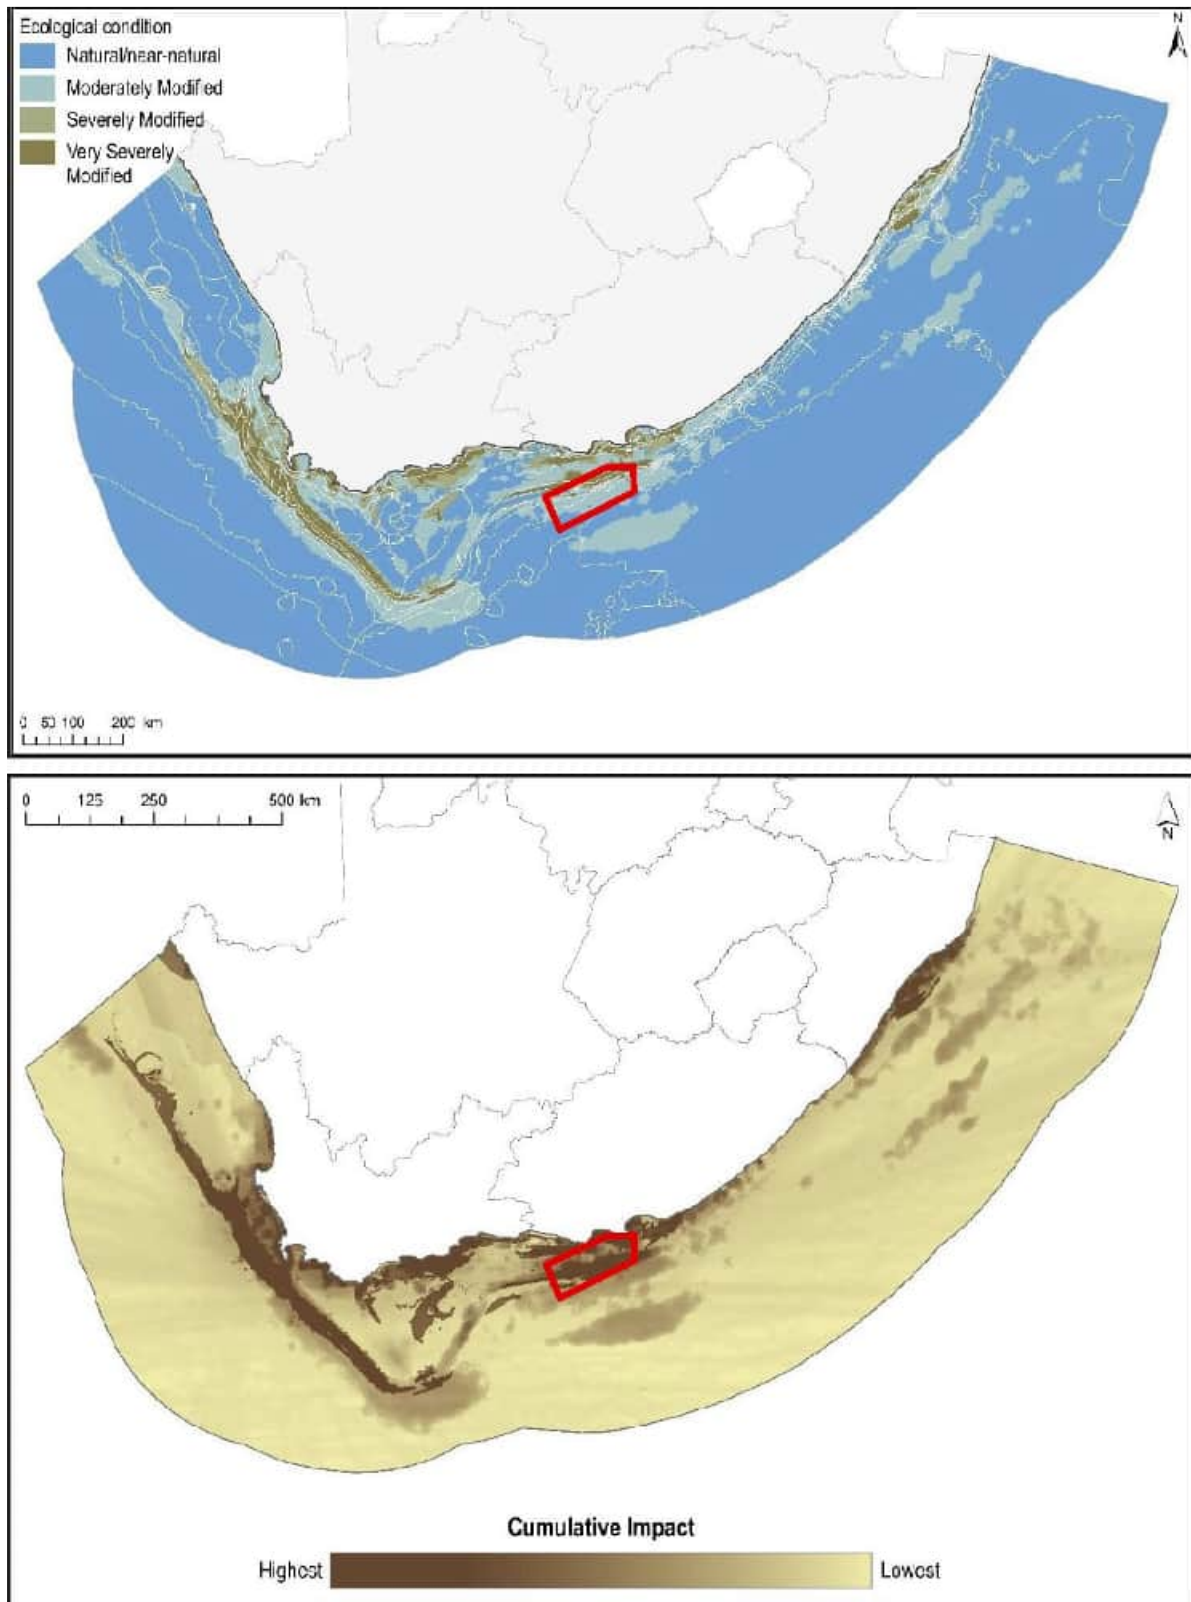 Ecological condition
Natural/near-natural
Moderately Modified
Severely Modified
Very Severely
Modified
N
0 50 100 200 km
0 125 250 500 km
N
Cumulative Impact
Highest Lowest